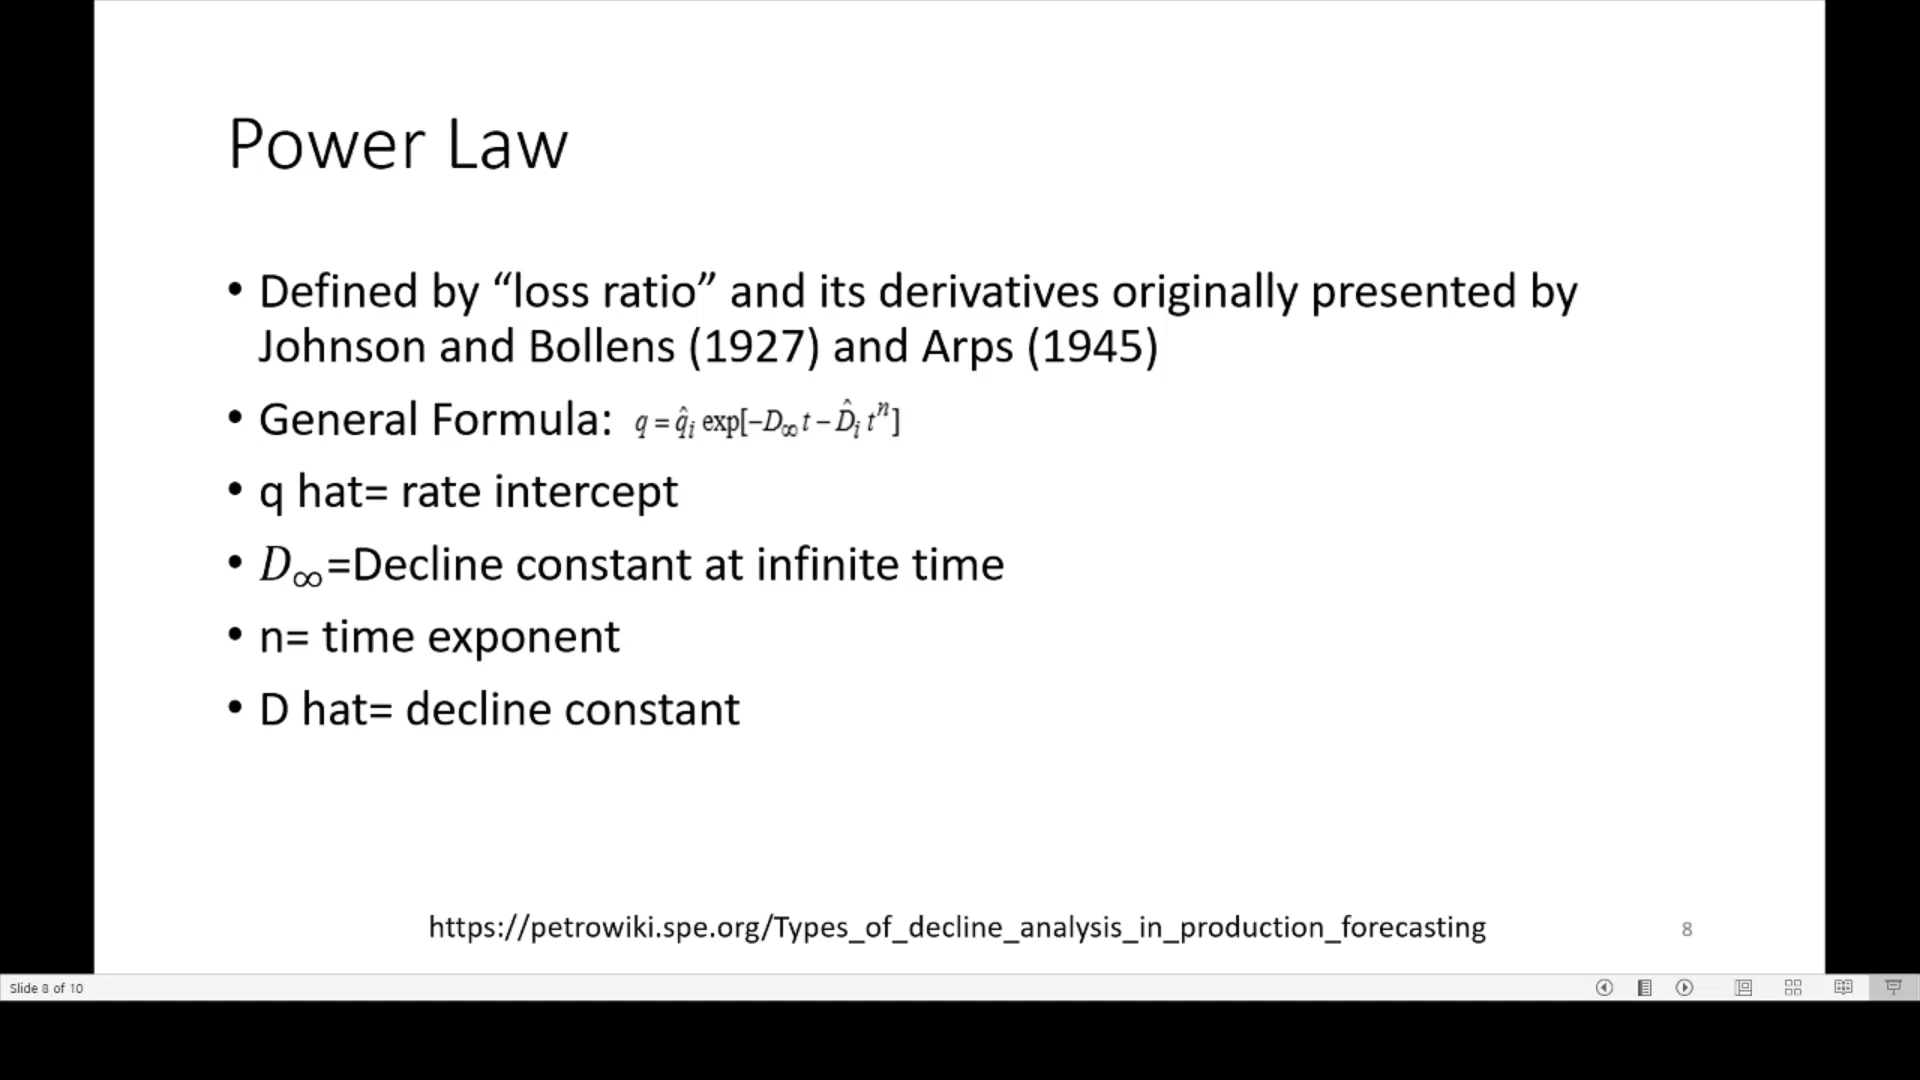 Power Law
• Defined by “loss ratio” and its derivatives originally presented by
Johnson and Bollens (1927) and Arps (1945)
• General Formula: q = q̂ᵢ exp[−D∞ t − D̂ᵢ tⁿ]
• q hat= rate intercept
• D∞=Decline constant at infinite time
• n= time exponent
• D hat= decline constant
https://petrowiki.spe.org/Types_of_decline_analysis_in_production_forecasting
8
Slide 8 of 10